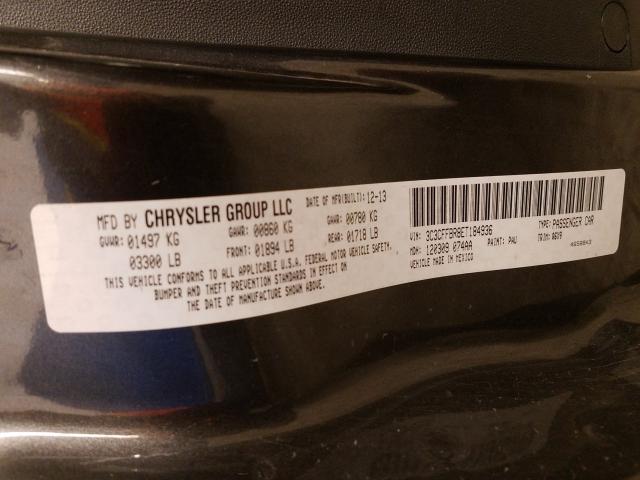 MFD BY CHRYSLER GROUP LLC DATE OF MFR(BUILT): 12-13
GVWR: 01497 KG GAWR: 00860 KG GAWR: 00780 KG
03300 LB FRONT: 01894 LB REAR: 01718 LB
THIS VEHICLE CONFORMS TO ALL APPLICABLE U.S.A. FEDERAL MOTOR VEHICLE SAFETY,
BUMPER AND THEFT PREVENTION STANDARDS IN EFFECT ON
THE DATE OF MANUFACTURE SHOWN ABOVE.
VIN: 3C3CFFBR8ET184936 TYPE: PASSENGER CAR
MDH: 120309 074AA PAINT: PAU TRIM:
VEHICLE MADE IN MEXICO